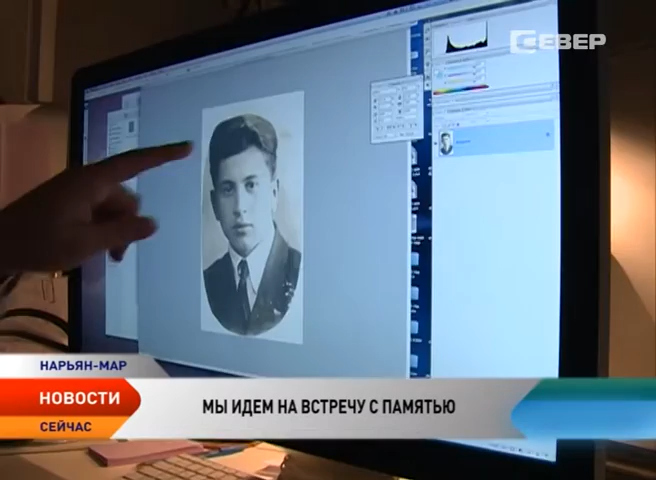 СЕВЕР
НАРЬЯН-МАР
НОВОСТИ
СЕЙЧАС
МЫ ИДЕМ НА ВСТРЕЧУ С ПАМЯТЬЮ